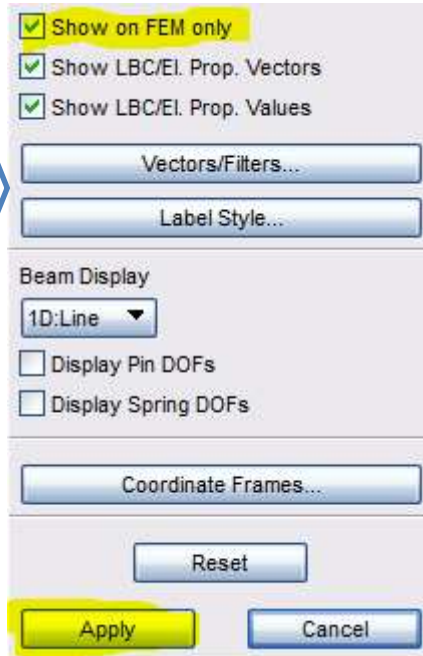 Show on FEM only
Show LBC/El. Prop. Vectors
Show LBC/El. Prop. Values
Vectors/Filters...
Label Style...
Beam Display
1D:Line
Display Pin DOFs
Display Spring DOFs
Coordinate Frames...
Reset
Apply Cancel